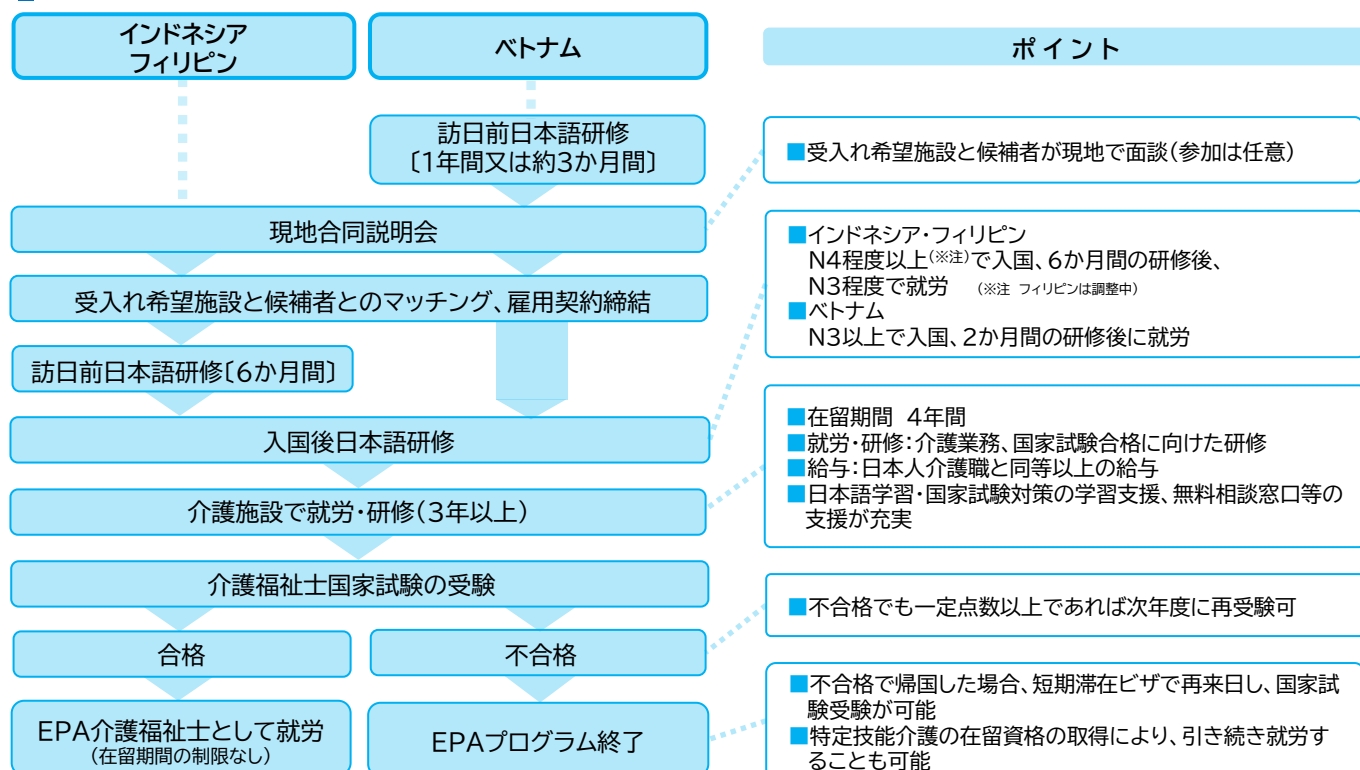 インドネシア
フィリピン
ベトナム
ポイント
訪日前日本語研修
〔1年間又は約3か月間〕
■受入れ希望施設と候補者が現地で面談(参加は任意)
現地合同説明会
■インドネシア・フィリピン
N4程度以上(※注)で入国、6か月間の研修後、
N3程度で就労 (※注 フィリピンは調整中)
■ベトナム
N3以上で入国、2か月間の研修後に就労
受入れ希望施設と候補者とのマッチング、雇用契約締結
訪日前日本語研修〔6か月間〕
入国後日本語研修
■在留期間 4年間
■就労・研修:介護業務、国家試験合格に向けた研修
■給与:日本人介護職と同等以上の給与
■日本語学習・国家試験対策の学習支援、無料相談窓口等の
支援が充実
介護施設で就労・研修(3年以上)
介護福祉士国家試験の受験
■不合格でも一定点数以上であれば次年度に再受験可
合格
不合格
■不合格で帰国した場合、短期滞在ビザで再来日し、国家試
験受験が可能
■特定技能介護の在留資格の取得により、引き続き就労す
ることも可能
EPA介護福祉士として就労
(在留期間の制限なし)
EPAプログラム終了